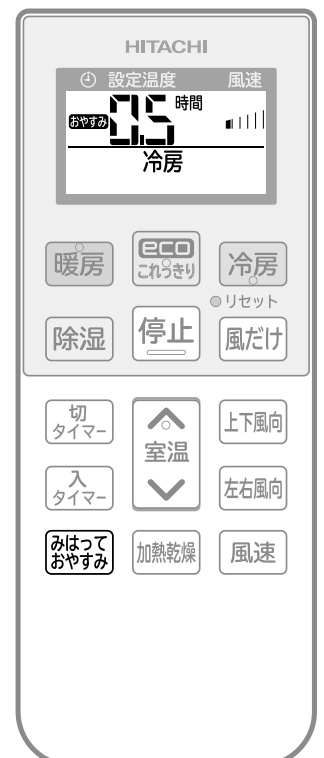 HITACHI
設定温度 風速
おやすみ 0.5 時間
冷房
暖房 eco これっきり 冷房
リセット
除湿 停止 風だけ
切タイマー 上下風向
室温
入タイマー 左右風向
みはっておやすみ 加熱乾燥 風速